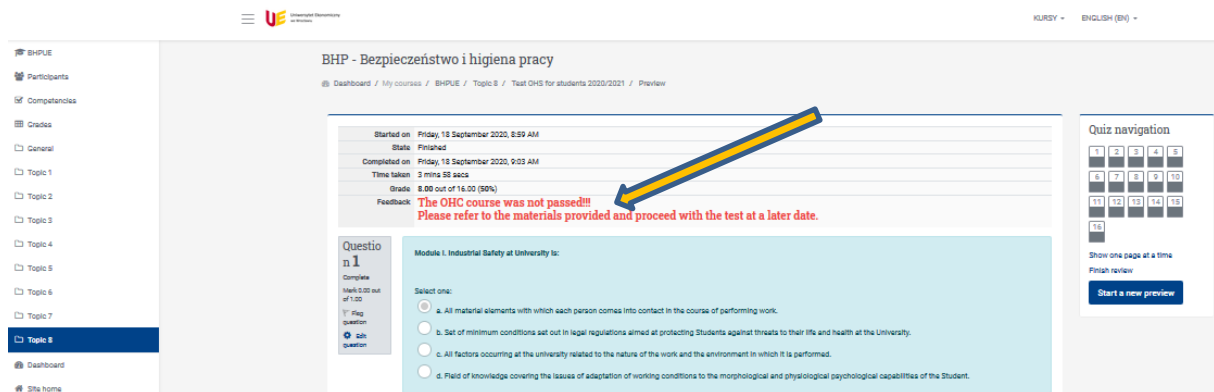 Uniwersytet Ekonomiczny
we Wrocławiu
KURSY
ENGLISH (EN)
BHPUE
Participants
Competencies
Grades
General
Topic 1
Topic 2
Topic 3
Topic 4
Topic 5
Topic 6
Topic 7
Topic 8
Dashboard
Site home
BHP - Bezpieczeństwo i higiena pracy
Dashboard / My courses / BHPUE / Topic 8 / Test OHS for students 2020/2021 / Preview
Started on Friday, 18 September 2020, 8:59 AM
State Finished
Completed on Friday, 18 September 2020, 9:03 AM
Time taken 3 mins 58 secs
Grade 8.00 out of 16.00 (50%)
Feedback The OHC course was not passed!!!
Please refer to the materials provided and proceed with the test at a later date.
Questio
n 1
Complete
Mark 0.00 out
of 1.00
Flag
question
Edit
question
Module I. Industrial Safety at University is:
Select one:
a. All material elements with which each person comes into contact in the course of performing work.
b. Set of minimum conditions set out in legal regulations aimed at protecting Students against threats to their life and health at the University.
c. All factors occurring at the university related to the nature of the work and the environment in which it is performed.
d. Field of knowledge covering the issues of adaptation of working conditions to the morphological and physiological psychological capabilities of the Student.
Quiz navigation
1 2 3 4 5
6 7 8 9 10
11 12 13 14 15
16
Show one page at a time
Finish review
Start a new preview